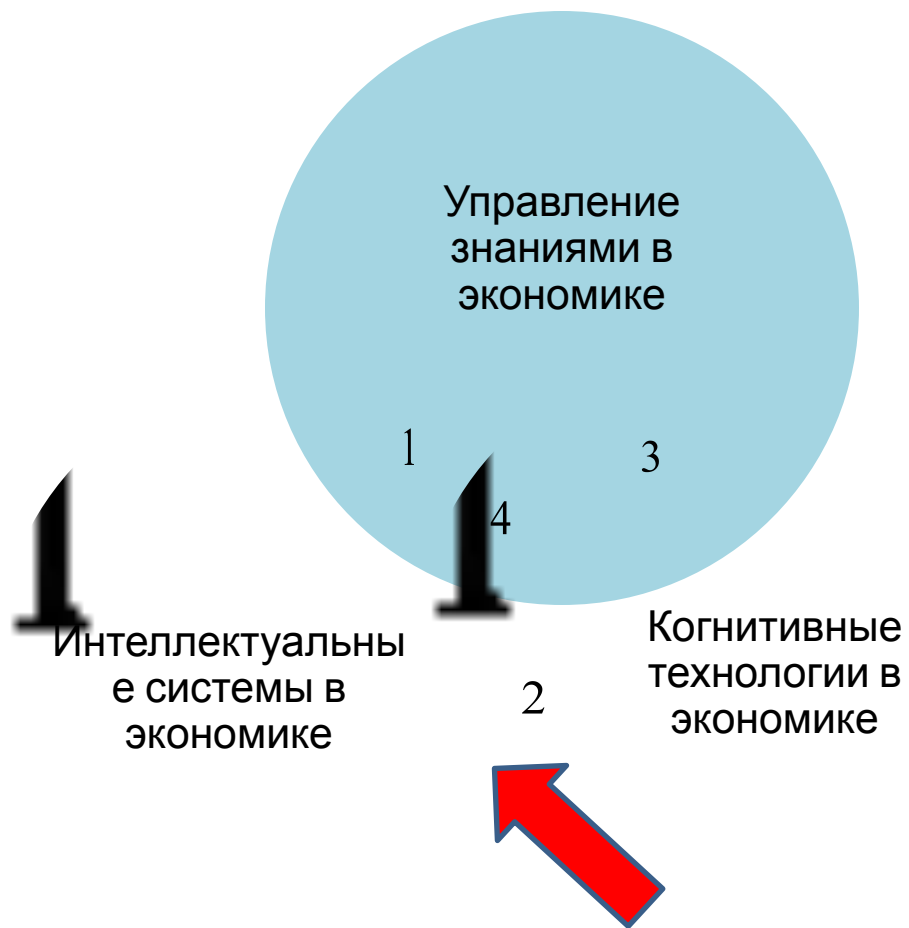 Управление
знаниями в
экономике
1
3
4
Интеллектуальны
е системы в
экономике
Когнитивные
технологии в
экономике
2